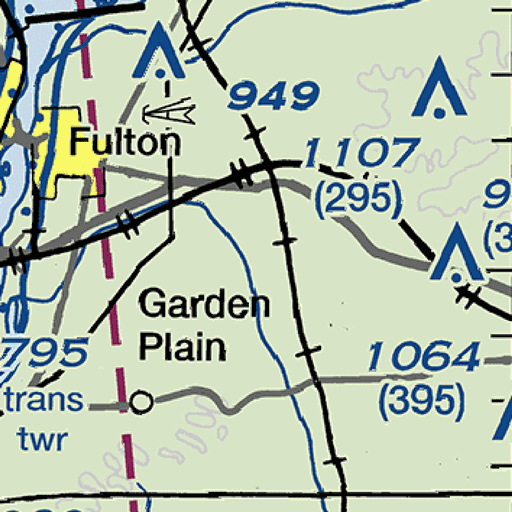 949
Fulton
1107
(295)
Garden
Plain
795
1064
(395)
trans
twr